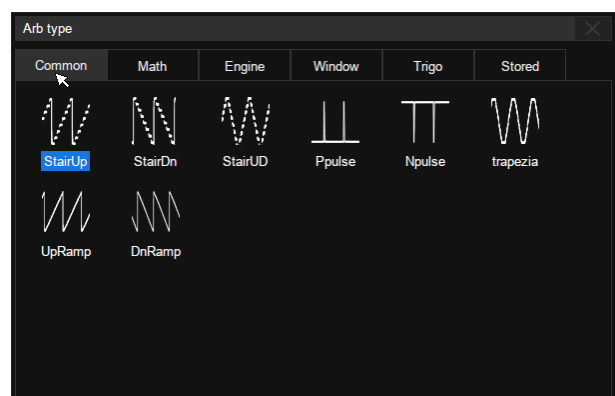 Arb type
Common Math Engine Window Trigo Stored
StairUp StairDn StairUD Ppulse Npulse trapezia
UpRamp DnRamp